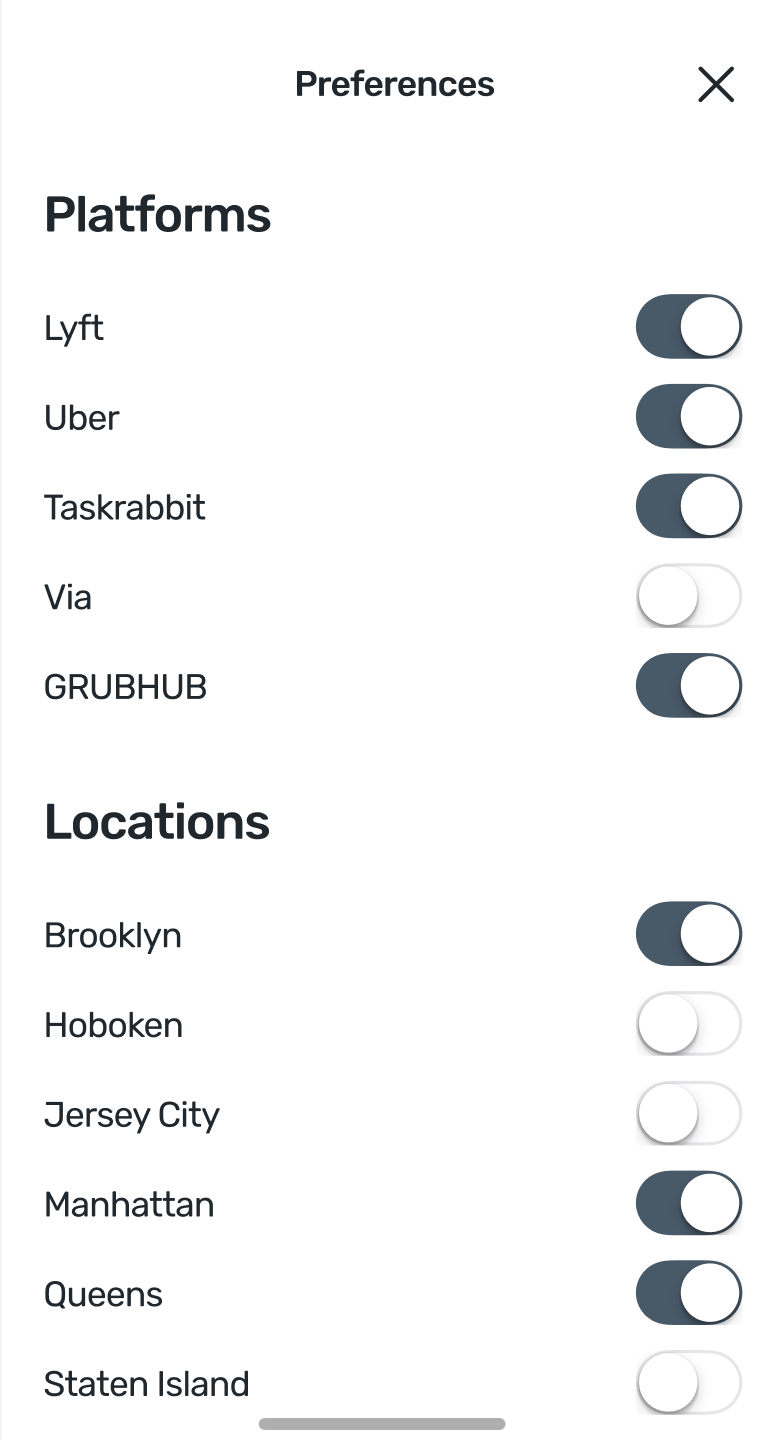 Preferences
Platforms
Lyft
Uber
Taskrabbit
Via
GRUBHUB
Locations
Brooklyn
Hoboken
Jersey City
Manhattan
Queens
Staten Island